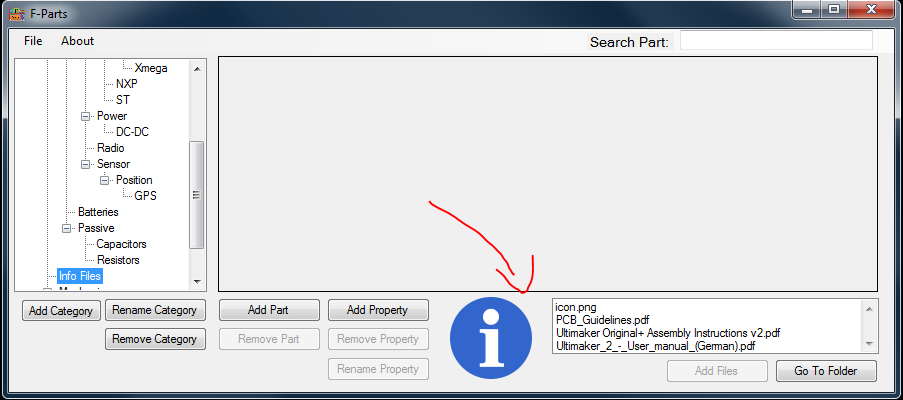 F-Parts
File About Search Part:
Xmega
NXP
ST
Power
DC-DC
Radio
Sensor
Position
GPS
Batteries
Passive
Capacitors
Resistors
Info Files
Add Category Rename Category Add Part Add Property
Remove Category Remove Part Remove Property
Rename Property
i
icon.png
PCB_Guidelines.pdf
Ultimaker Original+ Assembly Instructions v2.pdf
Ultimaker_2_-_User_manual_(German).pdf
Add Files Go To Folder